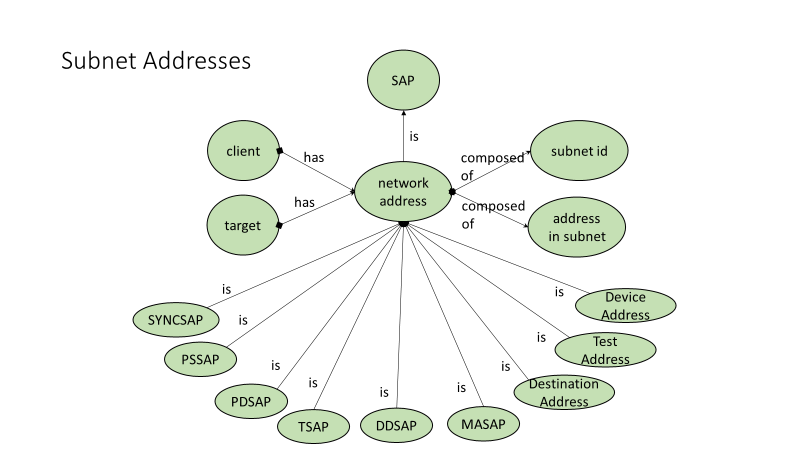 Subnet Addresses
SAP
is
client
has
composed
of
subnet id
network
address
target
has
composed
of
address
in subnet
is
SYNCSAP
is
PSSAP
is
PDSAP
is
TSAP
is
DDSAP
is
MASAP
is
Destination
Address
is
Test
Address
is
Device
Address